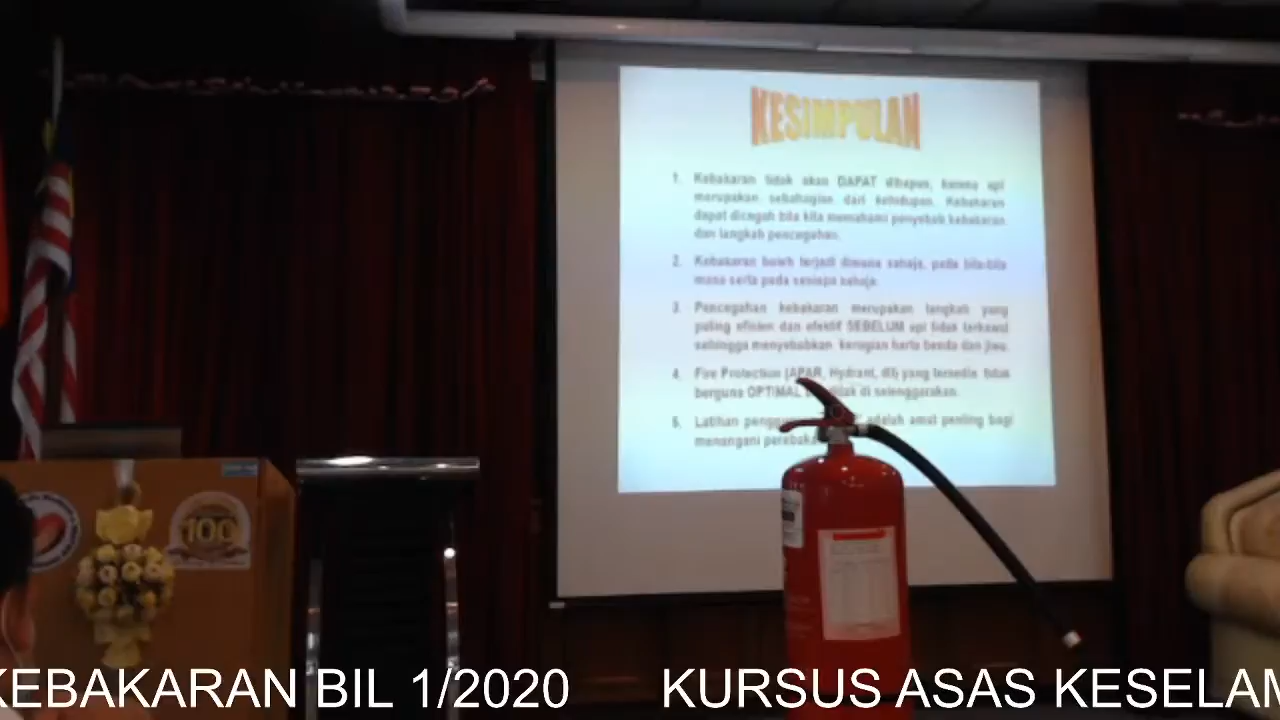 KESIMPULAN
1. Kebakaran tidak akan DAPAT dihapus, karena api
merupakan sebahagian dari kehidupan. Kebakaran
dapat dicegah bila kita memahami penyebab kebakaran
dan langkah pencegahan.
2. Kebakaran boleh terjadi dimana sahaja, pada bila-bila
masa serta pada sesiapa sahaja.
3. Pencegahan kebakaran merupakan langkah yang
paling efisien dan efektif SEBELUM api tidak terkawal
sehingga menyebabkan kerugian harta benda dan jiwa.
4. Fire Protection (APAR, Hydrant, dll) yang tersedia tidak
berguna OPTIMAL di selenggarakan.
5. Latihan adalah amat penting bagi
menangani
100
KEBAKARAN BIL 1/2020 KURSUS ASAS KESELAM